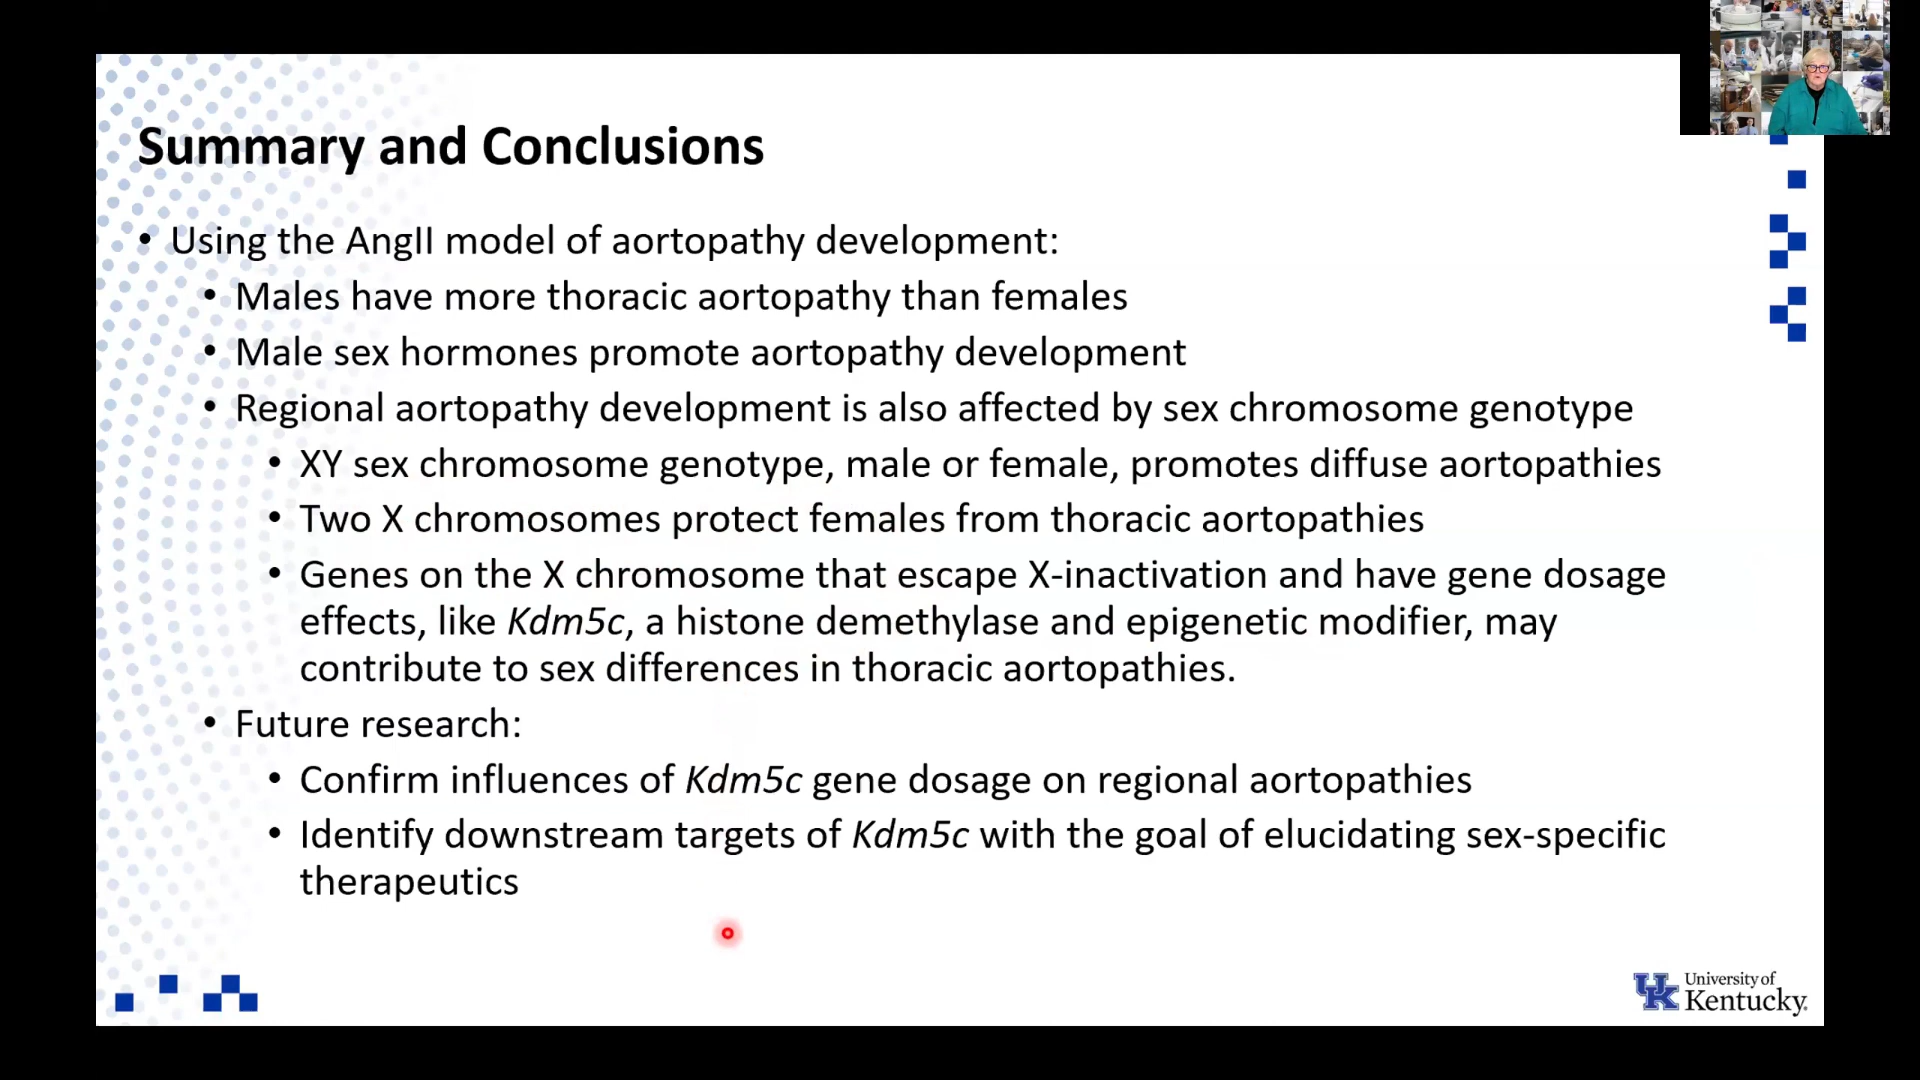 Summary and Conclusions
• Using the AngII model of aortopathy development:
• Males have more thoracic aortopathy than females
• Male sex hormones promote aortopathy development
• Regional aortopathy development is also affected by sex chromosome genotype
• XY sex chromosome genotype, male or female, promotes diffuse aortopathies
• Two X chromosomes protect females from thoracic aortopathies
• Genes on the X chromosome that escape X-inactivation and have gene dosage
effects, like Kdm5c, a histone demethylase and epigenetic modifier, may
contribute to sex differences in thoracic aortopathies.
• Future research:
• Confirm influences of Kdm5c gene dosage on regional aortopathies
• Identify downstream targets of Kdm5c with the goal of elucidating sex-specific
therapeutics
UK University of
Kentucky